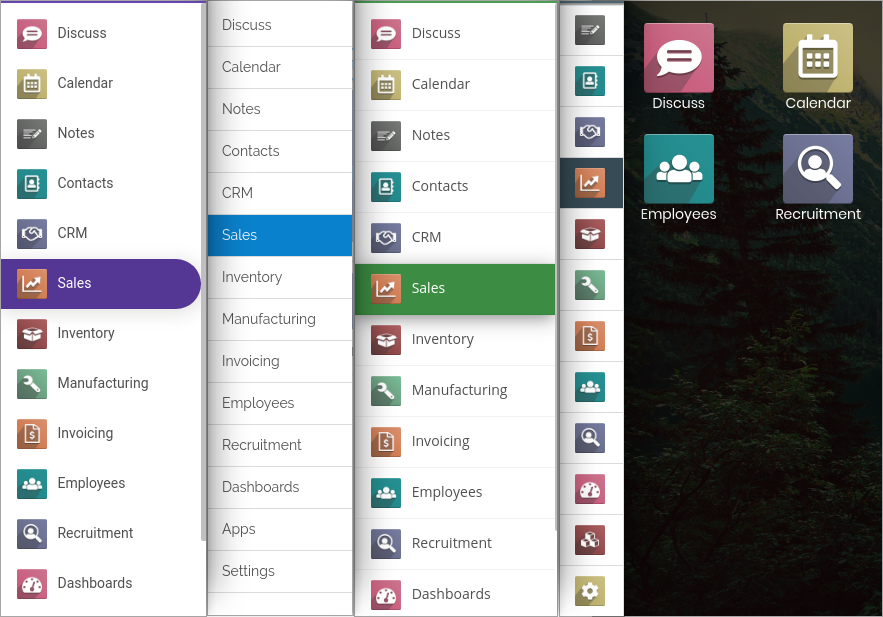 Discuss
Calendar
Notes
Contacts
CRM
Sales
Inventory
Manufacturing
Invoicing
Employees
Recruitment
Dashboards
Discuss
Calendar
Notes
Contacts
CRM
Sales
Inventory
Manufacturing
Invoicing
Employees
Recruitment
Dashboards
Apps
Settings
Discuss
Calendar
Notes
Contacts
CRM
Sales
Inventory
Manufacturing
Invoicing
Employees
Recruitment
Dashboards
Discuss
Calendar
Employees
Recruitment